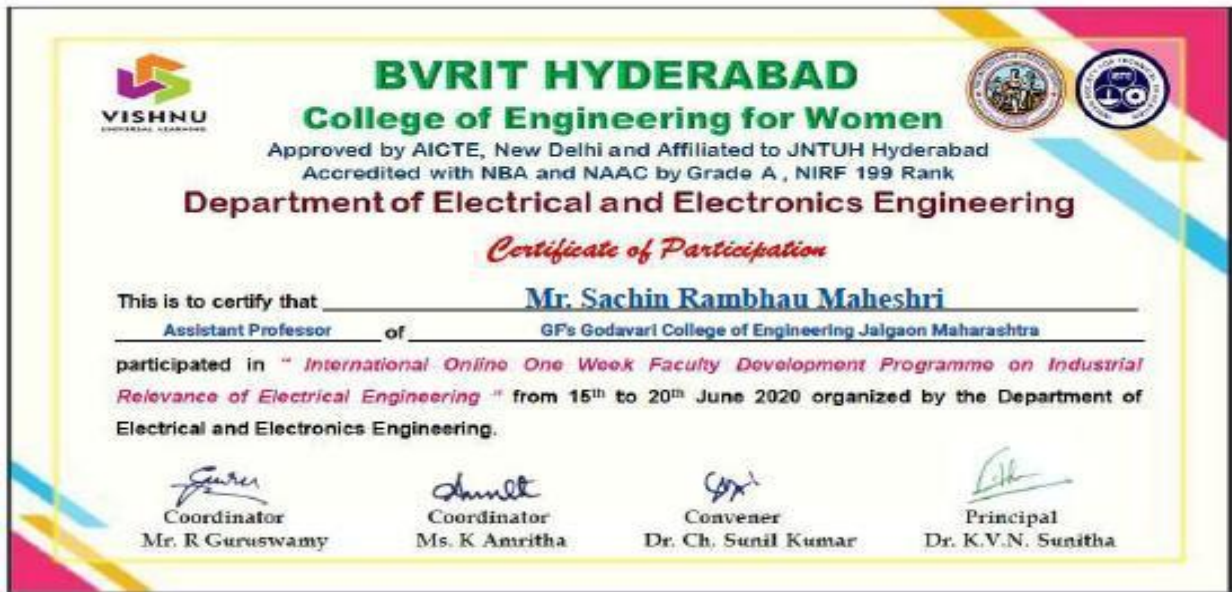 BVRIT HYDERABAD
VISHNU
UNIVERSAL LEARNING
College of Engineering for Women
Approved by AICTE, New Delhi and Affiliated to JNTUH Hyderabad
Accredited with NBA and NAAC by Grade A , NIRF 199 Rank
Department of Electrical and Electronics Engineering
Certificate of Participation
This is to certify that Mr. Sachin Rambhau Maheshri
Assistant Professor of GF's Godavari College of Engineering Jalgaon Maharashtra
participated in " International Online One Week Faculty Development Programme on Industrial
Relevance of Electrical Engineering " from 15th to 20th June 2020 organized by the Department of
Electrical and Electronics Engineering.
Coordinator Coordinator Convener Principal
Mr. R Guruswamy Ms. K Amritha Dr. Ch. Sunil Kumar Dr. K.V.N. Sunitha